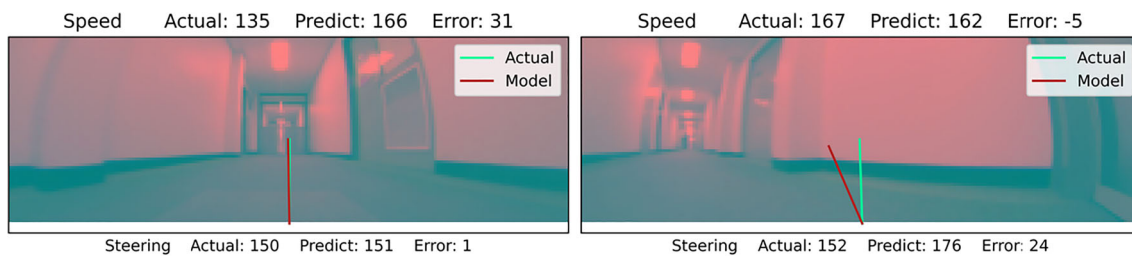 Speed Actual: 135 Predict: 166 Error: 31
Actual
Model
Steering Actual: 150 Predict: 151 Error: 1
Speed Actual: 167 Predict: 162 Error: -5
Actual
Model
Steering Actual: 152 Predict: 176 Error: 24